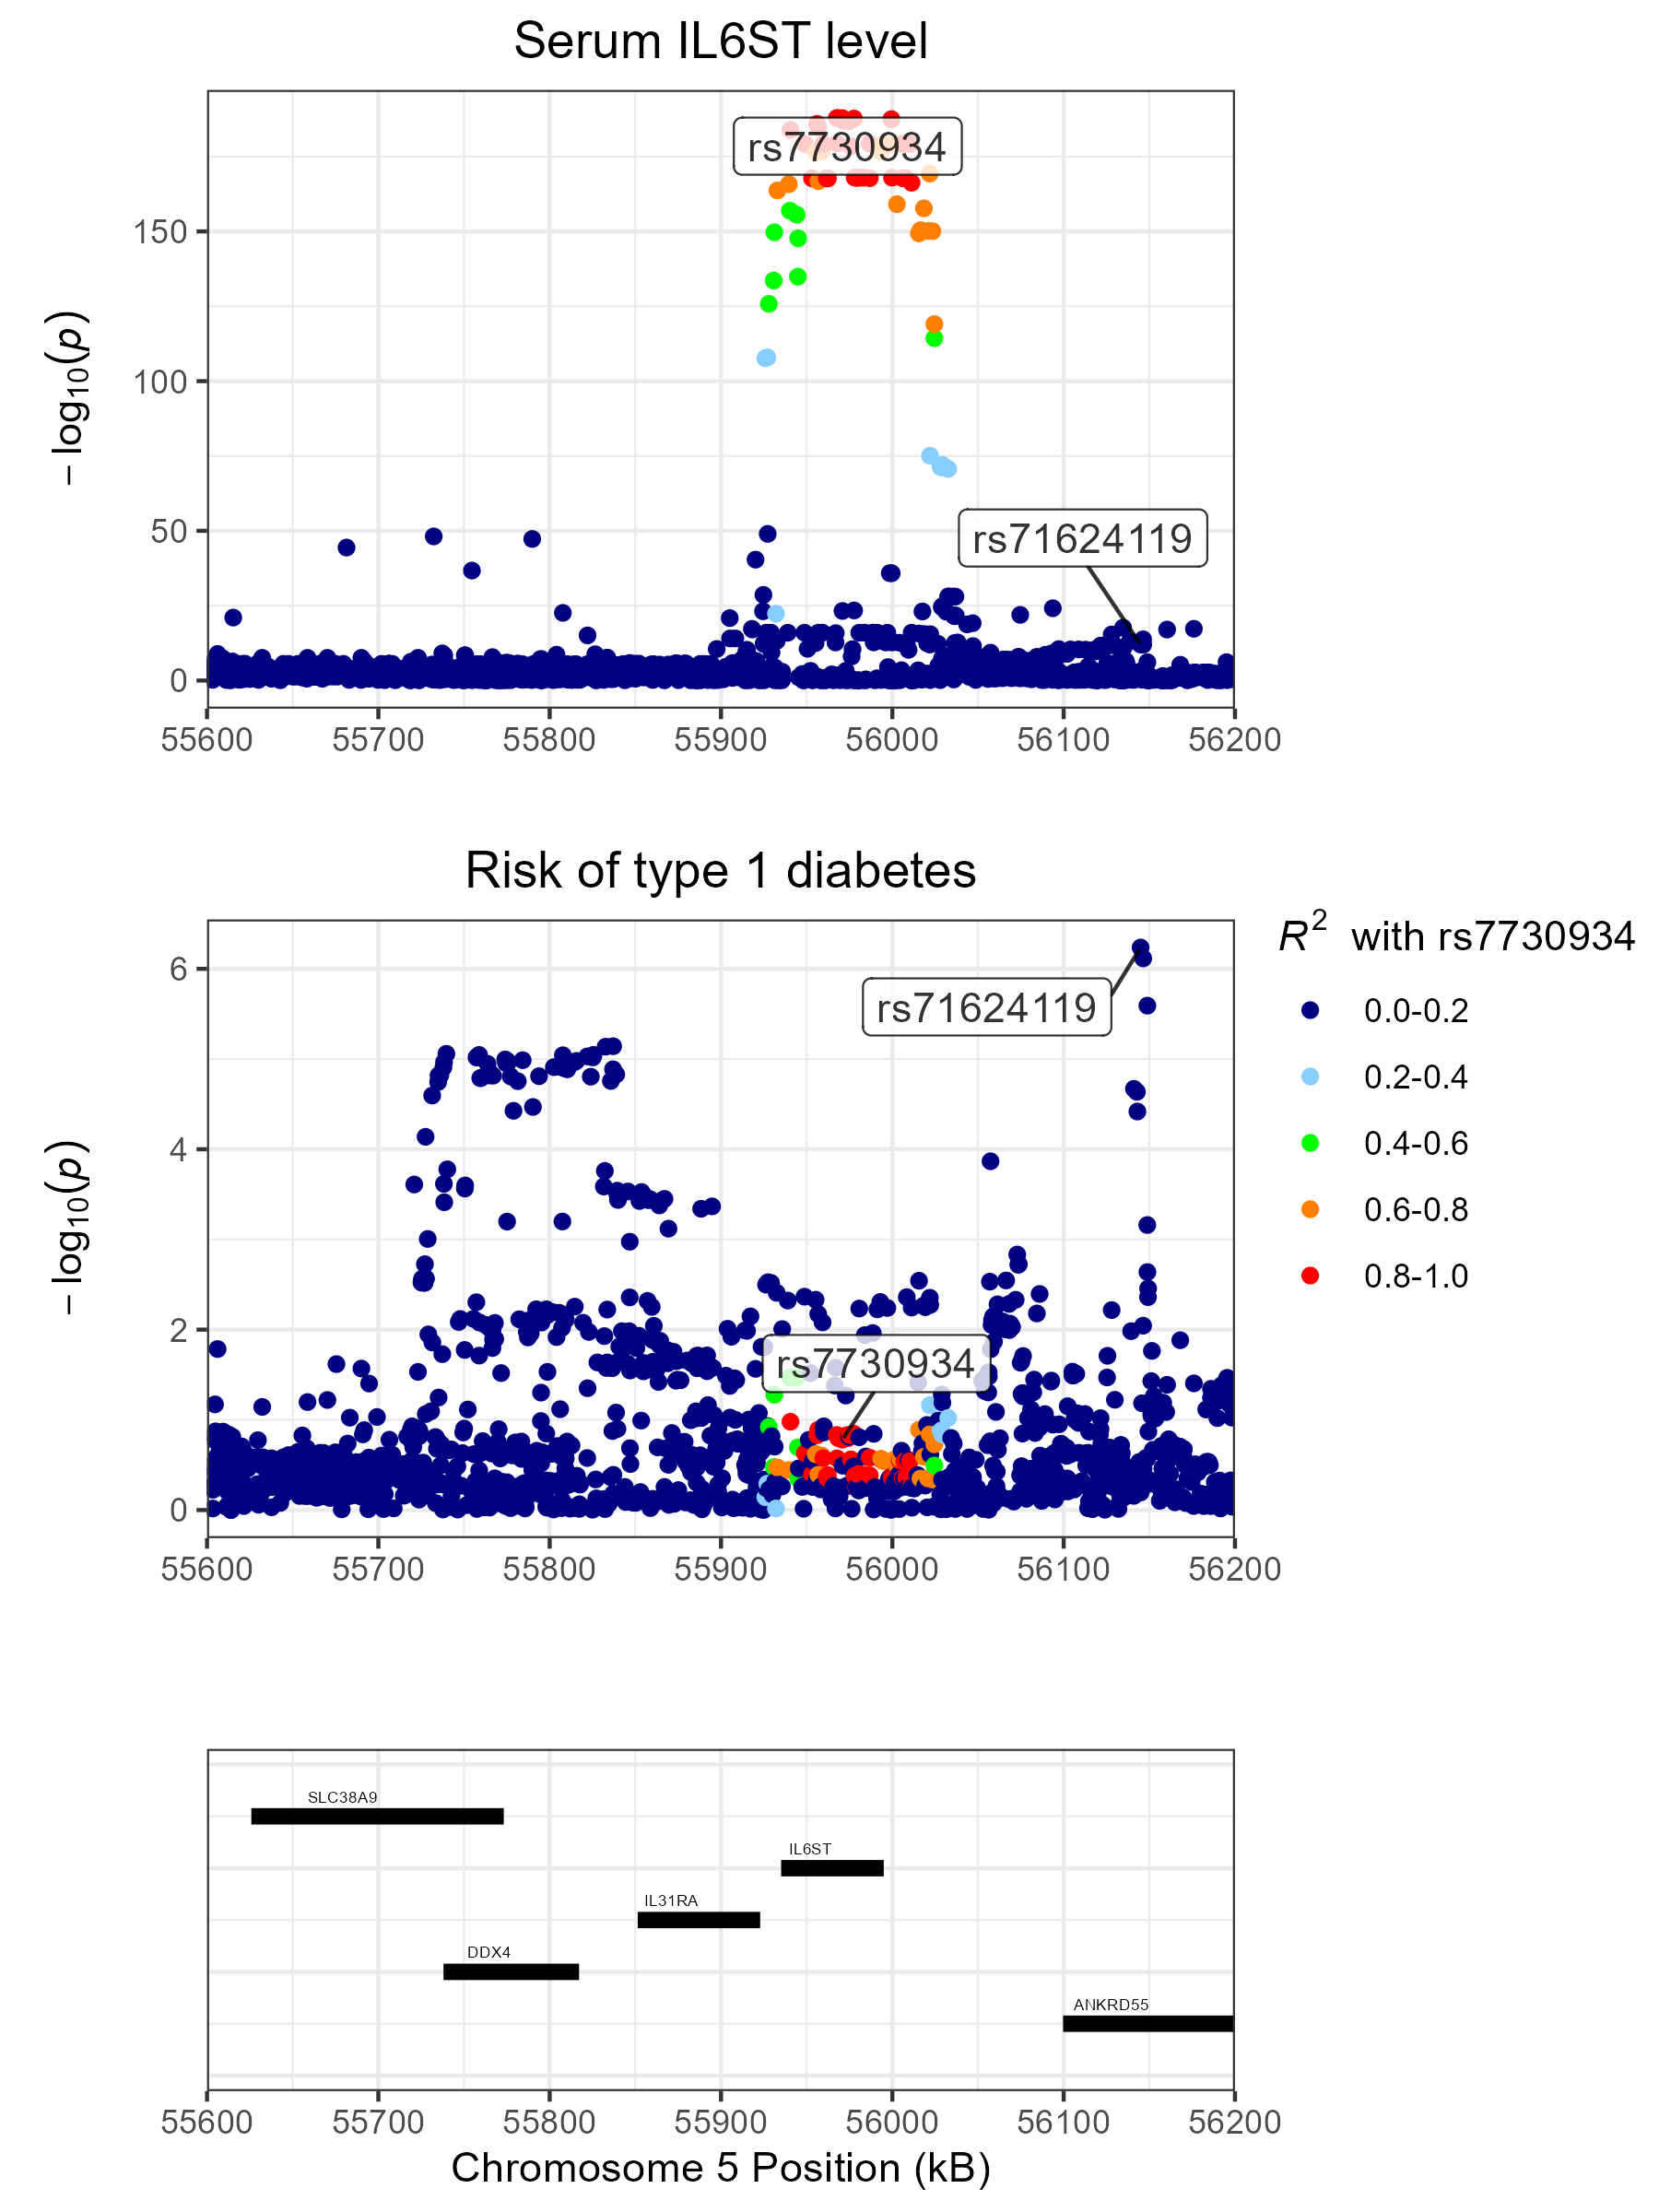 Serum IL6ST level
rs7730934
150
− log10(p)
100
rs71624119
50
0
55600 55700 55800 55900 56000 56100 56200
Risk of type 1 diabetes
R2 with rs7730934
6
rs71624119
0.0-0.2
0.2-0.4
4
0.4-0.6
− log10(p)
0.6-0.8
0.8-1.0
2
rs7730934
0
55600 55700 55800 55900 56000 56100 56200
SLC38A9
IL6ST
IL31RA
DDX4
ANKRD55
55600 55700 55800 55900 56000 56100 56200
Chromosome 5 Position (kB)